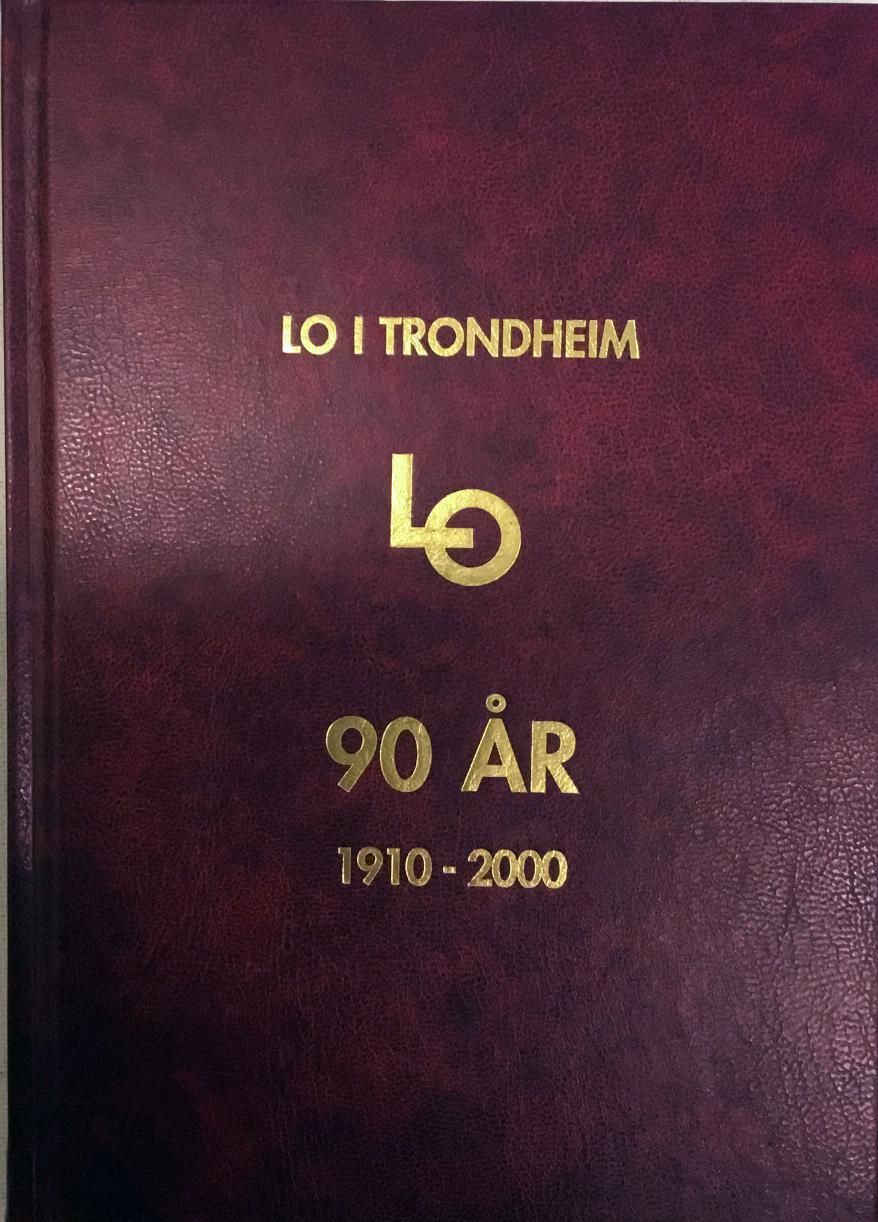 LO I TRONDHEIM
LO
90 ÅR
1910 - 2000